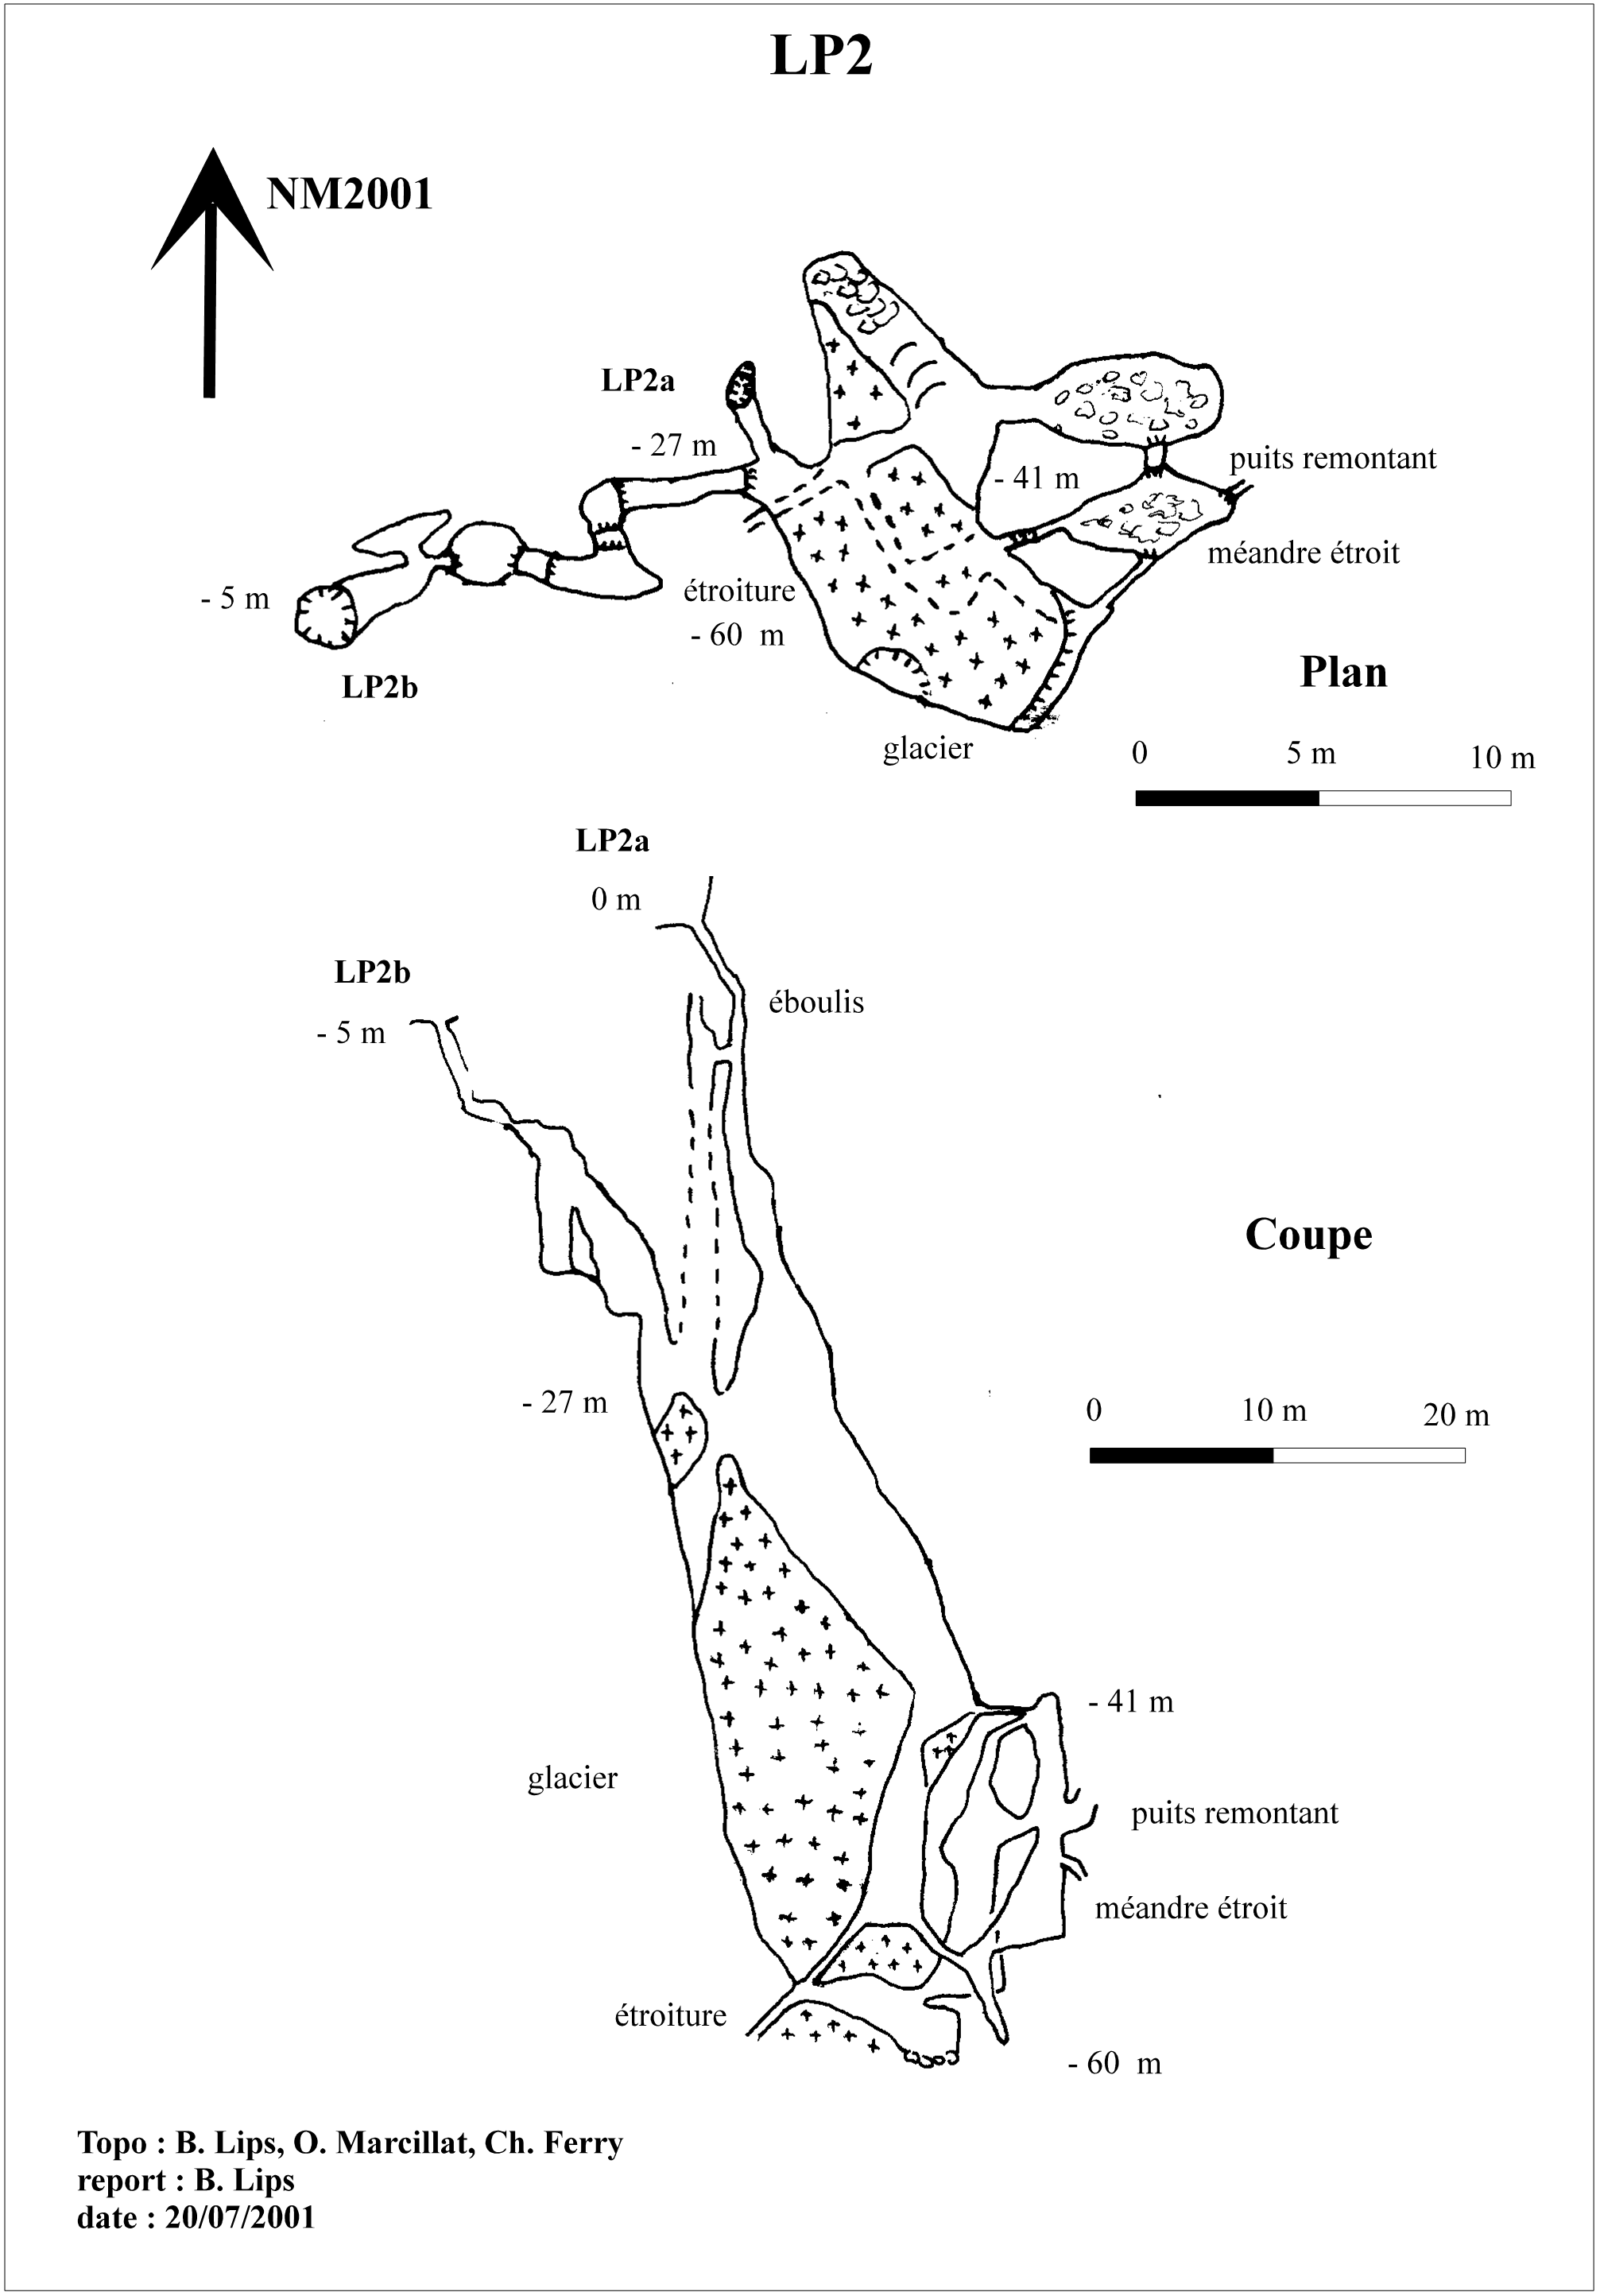 LP2
NM2001
LP2a
- 27 m
puits remontant
- 41 m
méandre étroit
- 5 m
étroiture
- 60 m
LP2b
Plan
glacier
0 5 m 10 m
LP2a
0 m
LP2b
éboulis
- 5 m
Coupe
- 27 m
0 10 m 20 m
- 41 m
glacier
puits remontant
méandre étroit
étroiture
- 60 m
Topo : B. Lips, O. Marcillat, Ch. Ferry
report : B. Lips
date : 20/07/2001